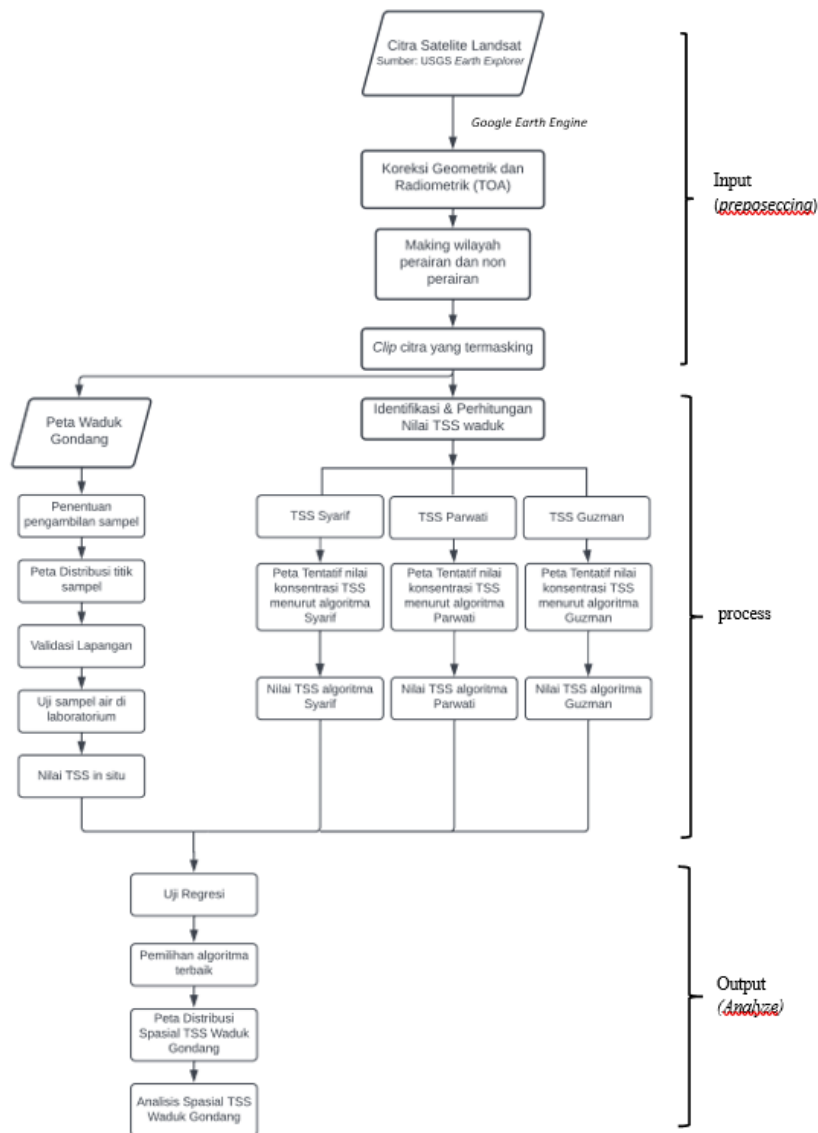 Citra Satelite Landsat
Sumber: USGS Earth Explorer
Google Earth Engine
Koreksi Geometrik dan
Radiometrik (TOA)
Making wilayah
perairan dan non
perairan
Clip citra yang termasking
Input
(preposeccing)
Peta Waduk
Gondang
Penentuan
pengambilan sampel
Peta Distribusi titik
sampel
Validasi Lapangan
Uji sampel air di
laboratorium
Nilai TSS in situ
Identifikasi & Perhitungan
Nilai TSS waduk
TSS Syarif
Peta Tentatif nilai
konsentrasi TSS
menurut algoritma
Syarif
Nilai TSS algoritma
Syarif
TSS Parwati
Peta Tentatif nilai
konsentrasi TSS
menurut algoritma
Parwati
Nilai TSS algoritma
Parwati
TSS Guzman
Peta Tentatif nilai
konsentrasi TSS
menurut algoritma
Guzman
Nilai TSS algoritma
Guzman
process
Uji Regresi
Pemilihan algoritma
terbaik
Peta Distribusi
Spasial TSS Waduk
Gondang
Analisis Spasial TSS
Waduk Gondang
Output
(Analyze)